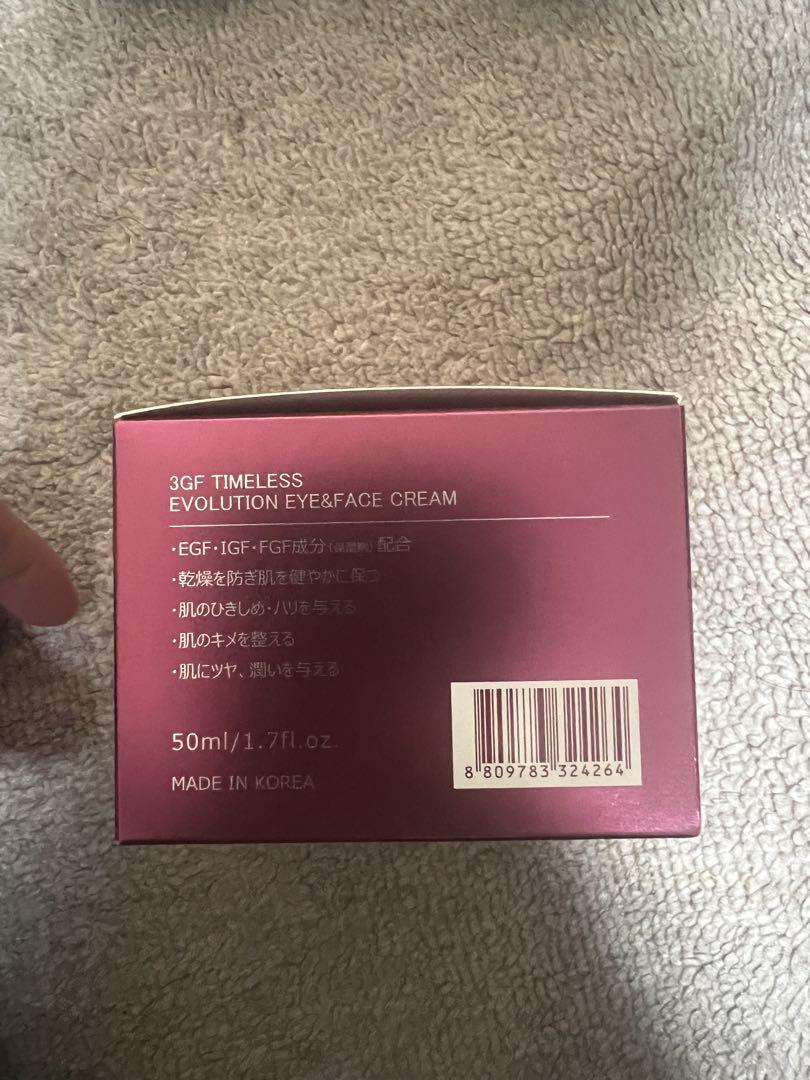 3GF TIMELESS
EVOLUTION EYE&FACE CREAM
・EGF・IGF・FGF成分(保湿剤)配合
・乾燥を防ぎ肌を健やかに保つ
・肌のひきしめ・ハリを与える
・肌のキメを整える
・肌にツヤ、潤いを与える
50ml/1.7fl.oz.
MADE IN KOREA
8 809783 324264